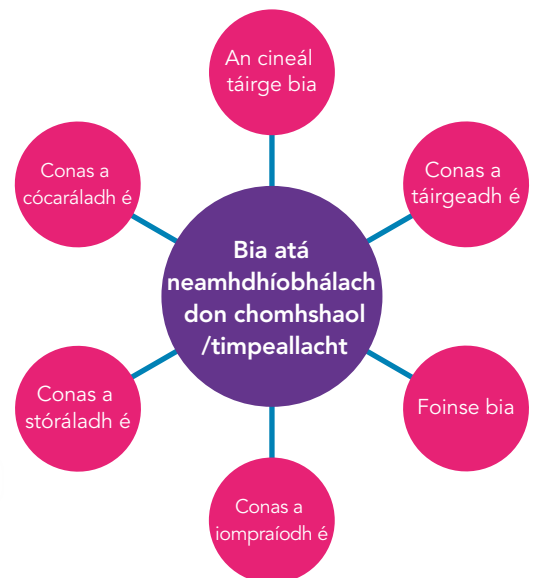 An cineál
táirge bia
Conas a
cócaráladh é
Conas a
táirgeadh é
Bia atá
neamhdhíobhálach
don chomhshaol
/timpeallacht
Conas a
stóráladh é
Foinse bia
Conas a
iompraíodh é